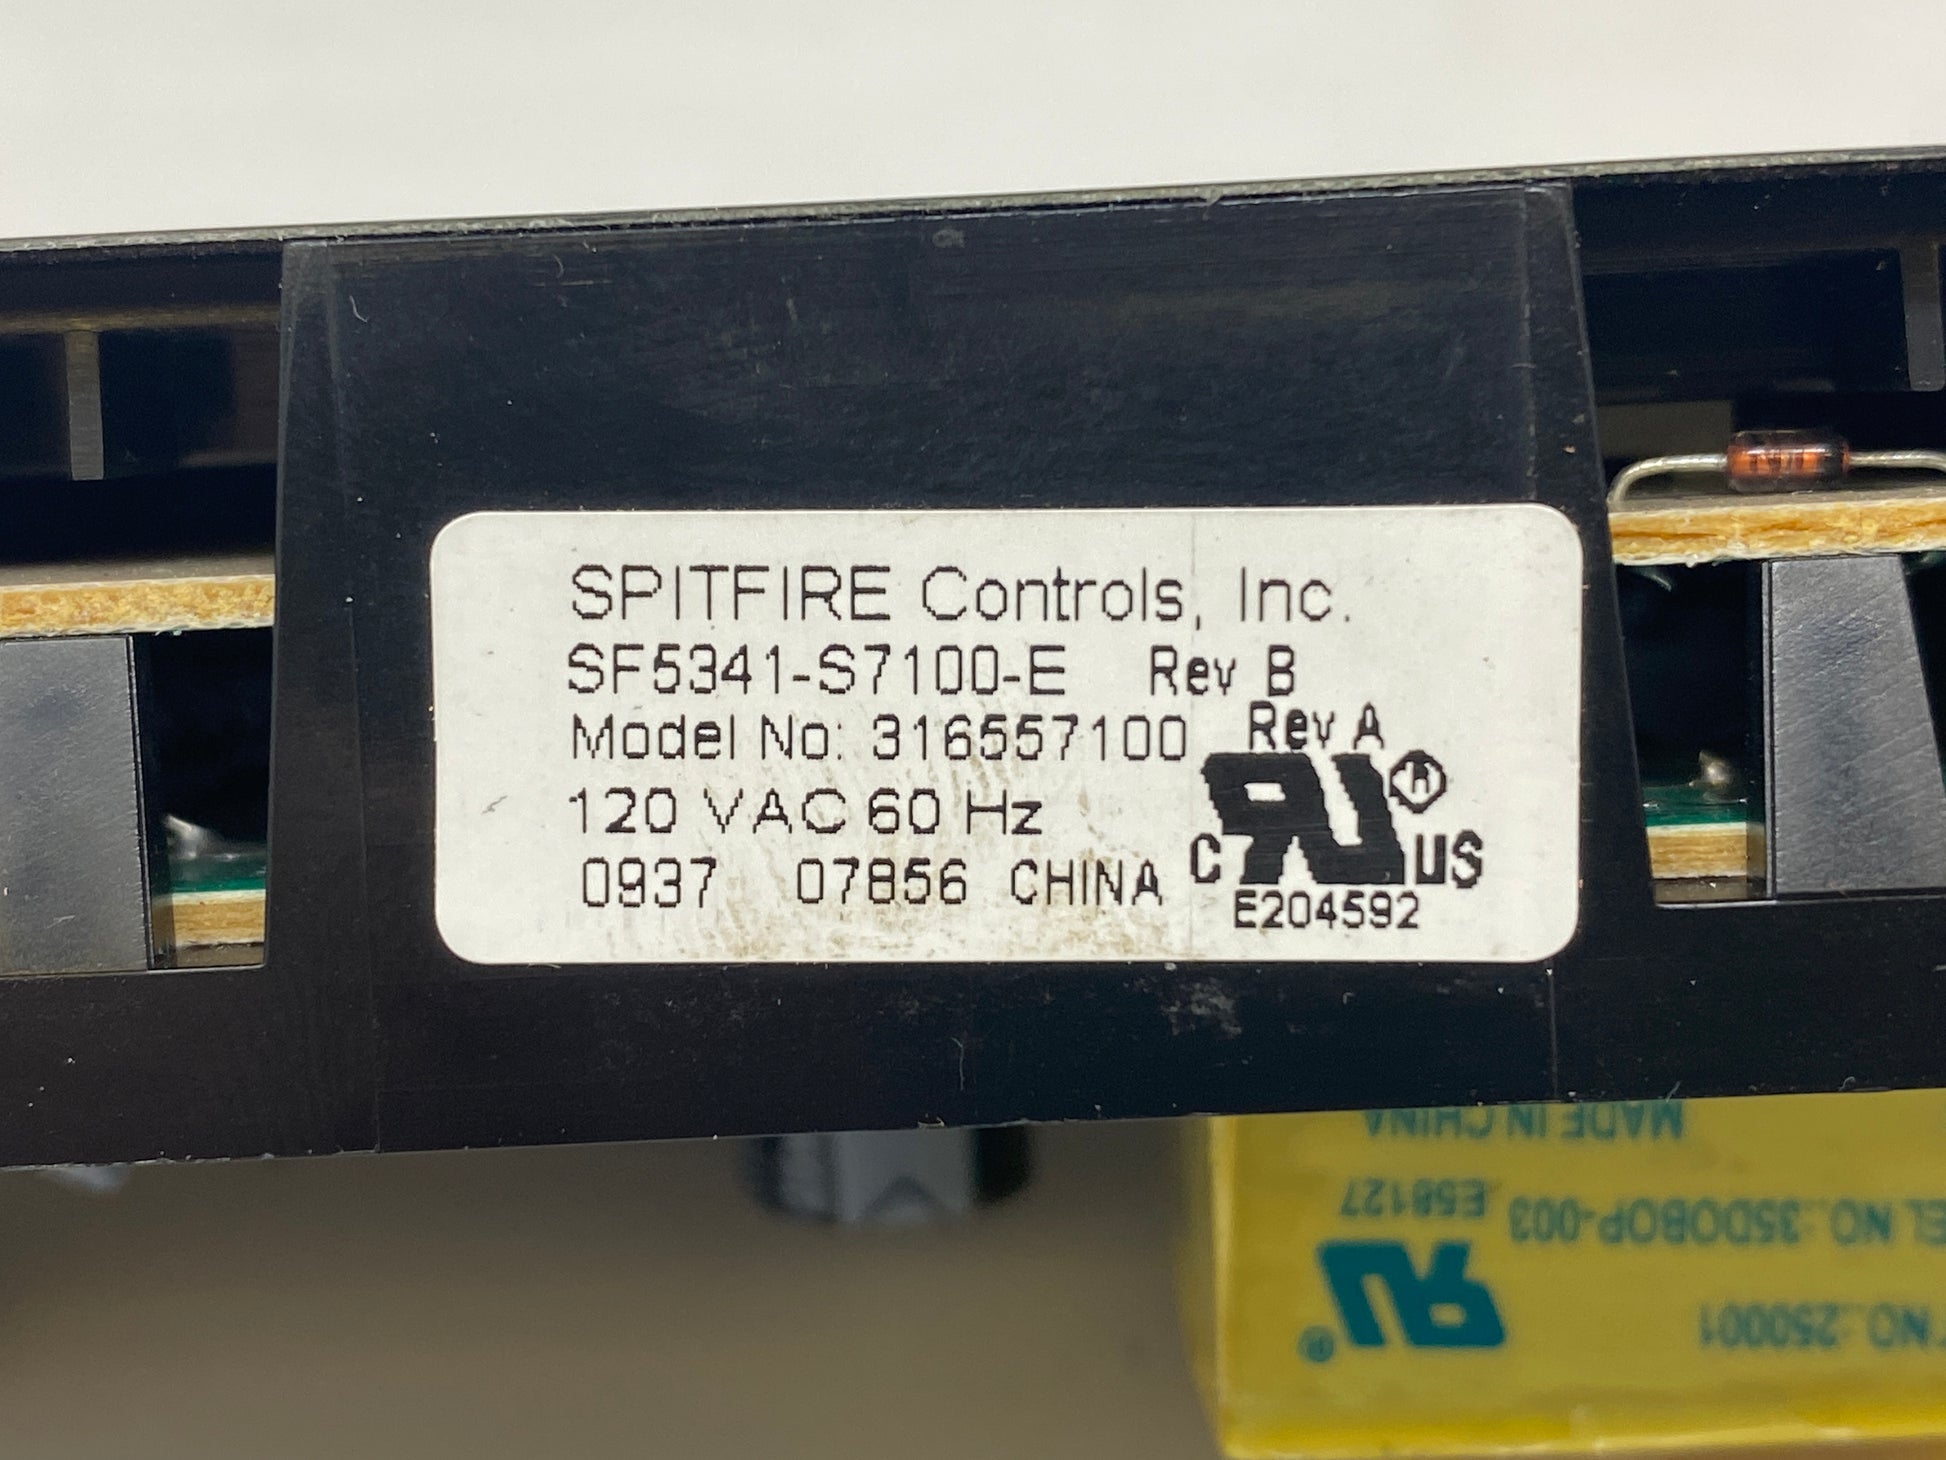 SPITFIRE Controls, Inc.
SF5341-S7100-E Rev B
Model No: 316557100 Rev A
120 VAC 60 Hz
0937 07856 CHINA
C US
E204592
MADE IN CHINA
E58127
EL NO.:35DOBOP-003
T NO.:250001